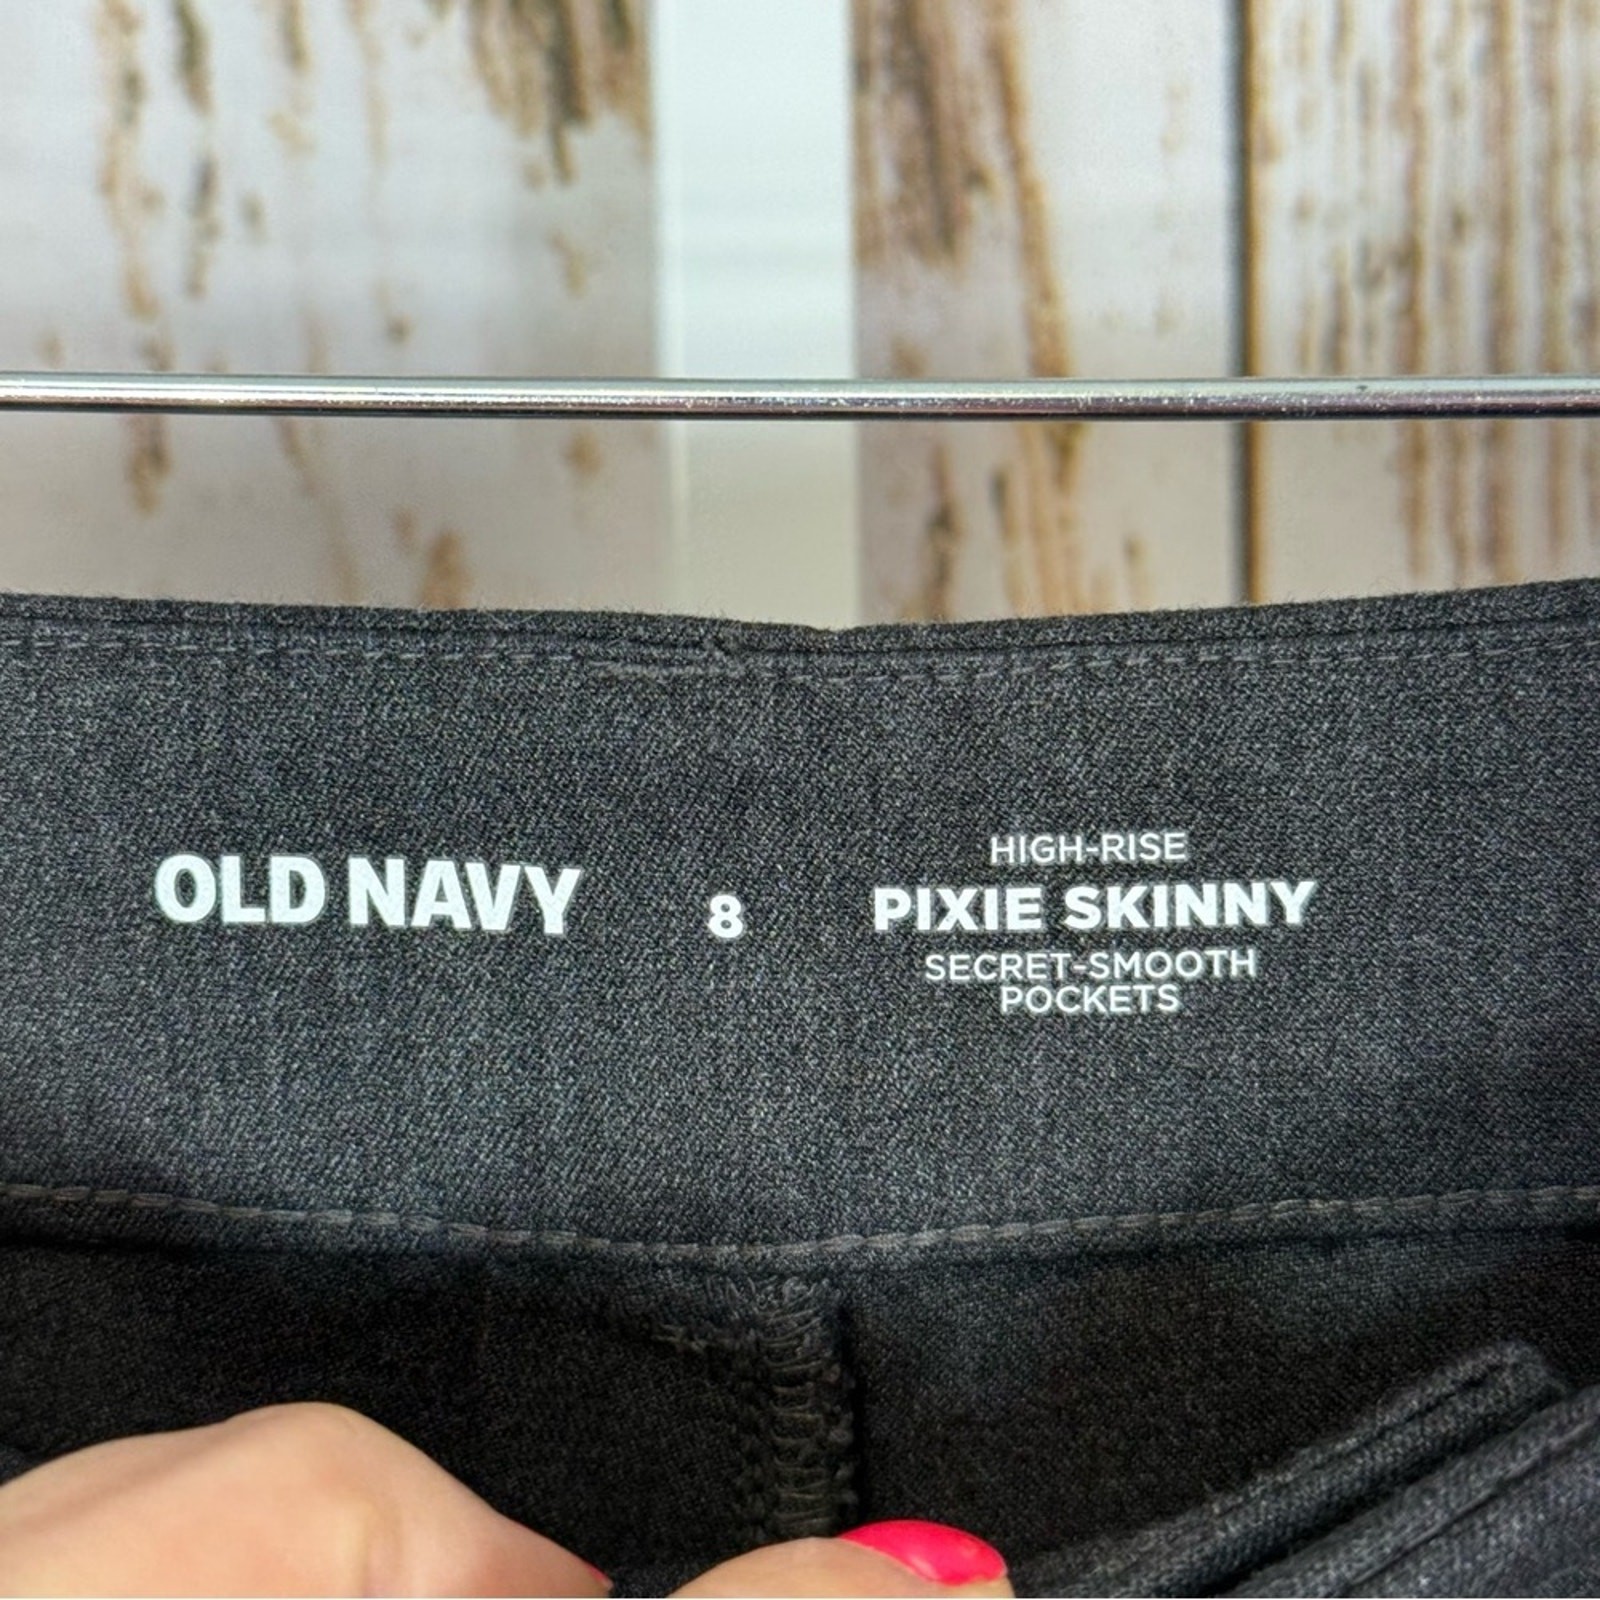 OLD NAVY
8
HIGH-RISE
PIXIE SKINNY
SECRET-SMOOTH
POCKETS